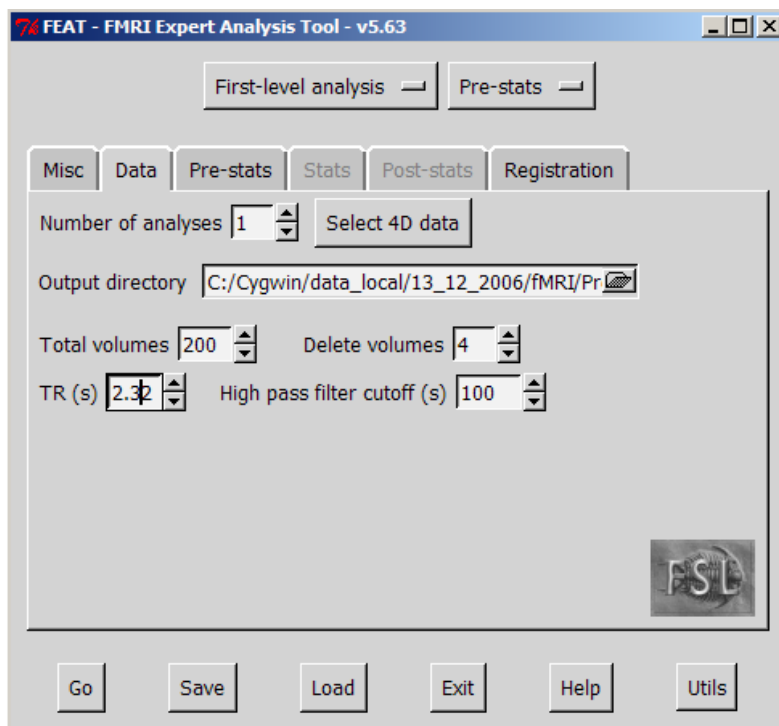 FEAT - FMRI Expert Analysis Tool - v5.63
First-level analysis Pre-stats
Misc Data Pre-stats Stats Post-stats Registration
Number of analyses 1 Select 4D data
Output directory C:/Cygwin/data_local/13_12_2006/fMRI/Pr
Total volumes 200 Delete volumes 4
TR (s) 2.32 High pass filter cutoff (s) 100
FSL
Go Save Load Exit Help Utils